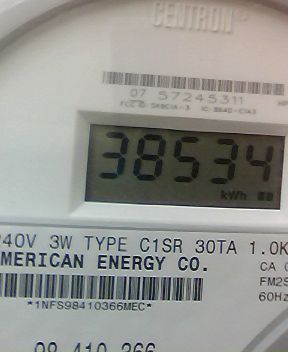 CENTRON®
07 57245311
38534
kWh
240V 3W TYPE C1SR 30TA 1.0K
MERICAN ENERGY CO.
CA
FM2S
60Hz
*1NFS98410366MEC*
98 410 366